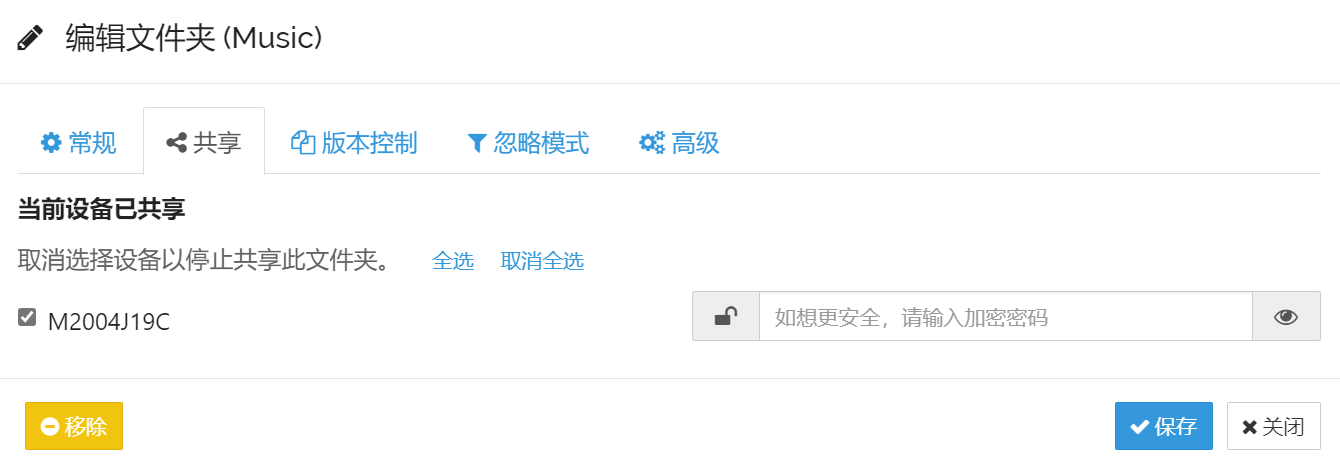 编辑文件夹 (Music)
常规 共享 版本控制 忽略模式 高级
当前设备已共享
取消选择设备以停止共享此文件夹。 全选 取消全选
M2004J19C 如想更安全，请输入加密密码
移除 保存 关闭